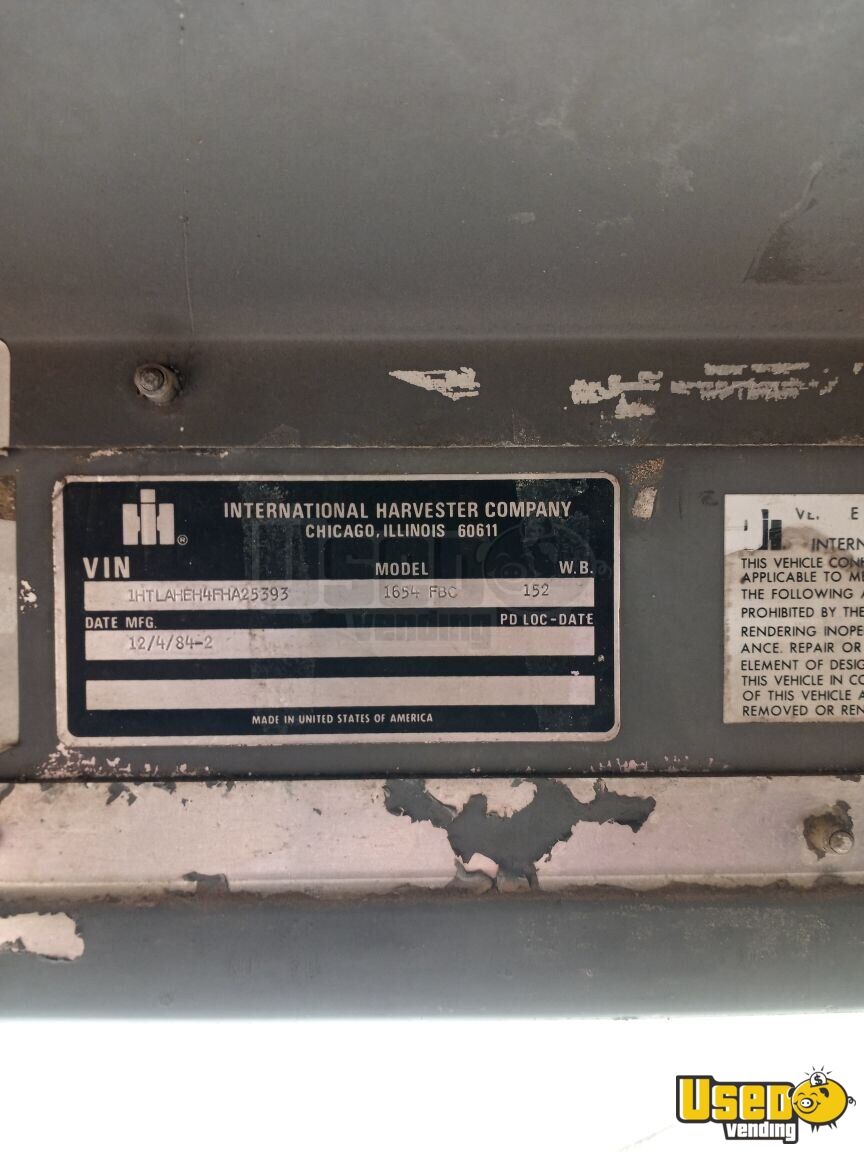 INTERNATIONAL HARVESTER COMPANY
CHICAGO, ILLINOIS 60611
VIN MODEL W.B.
1HTLAHEH4FHA25393 1654 FBC 152
DATE MFG. PD LOC-DATE
12/4/84-2
MADE IN UNITED STATES OF AMERICA
INTERN
THIS VEHICLE CONF
APPLICABLE TO M
THE FOLLOWING A
PROHIBITED BY THE
RENDERING INOPE
ANCE. REPAIR OR
ELEMENT OF DESIG
THIS VEHICLE IN CO
OF THIS VEHICLE A
REMOVED OR REN
Used
vending
Used
vending